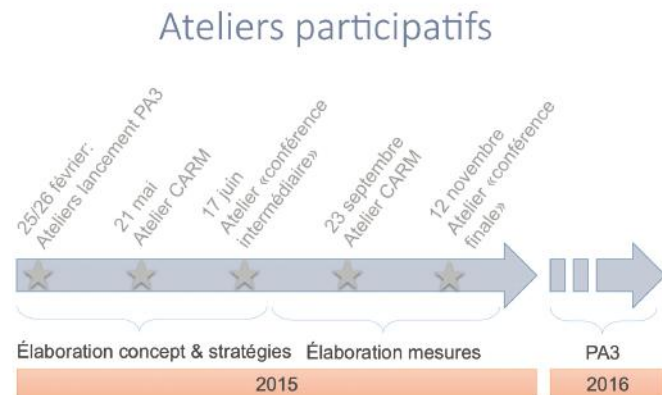 Ateliers participatifs
25/26 février:
Ateliers lancement PA3
21 mai
Atelier CARM
17 juin
Atelier «conférence
intermédiaire»
23 septembre
Atelier CARM
12 novembre
Atelier «conférence
finale»
Élaboration concept & stratégies
Élaboration mesures
PA3
2015
2016